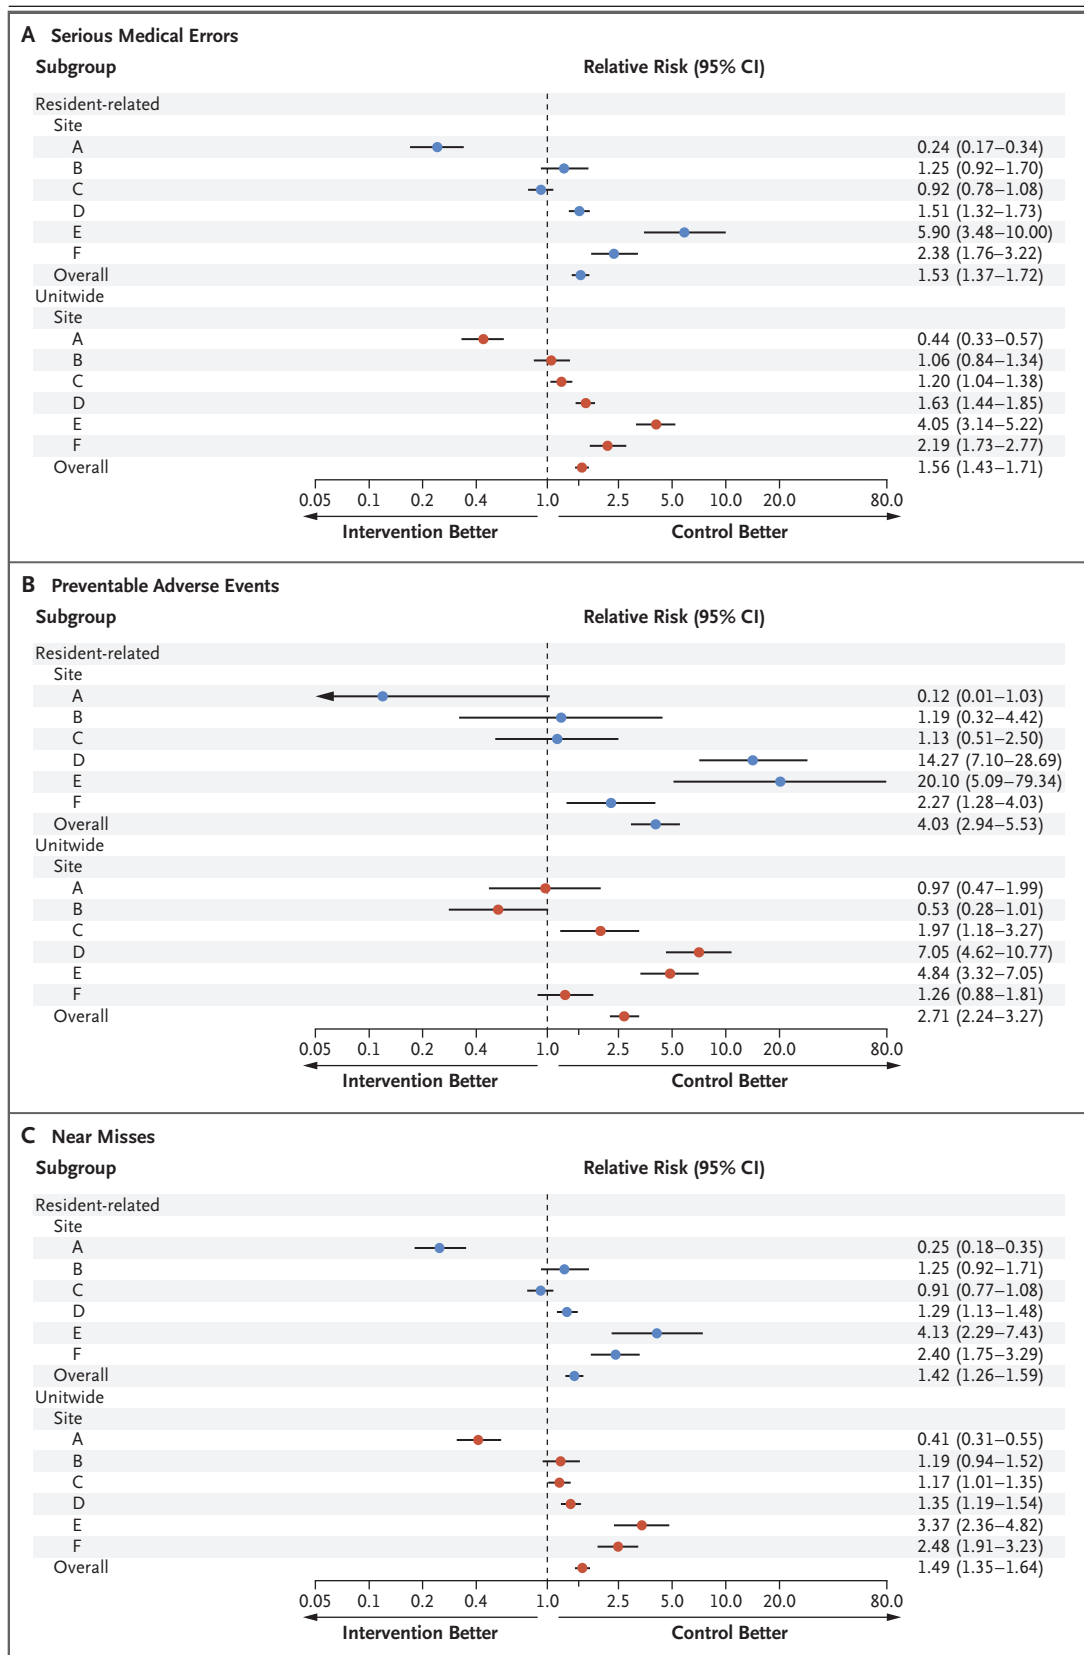 A Serious Medical Errors
Subgroup Relative Risk (95% CI)
Resident-related
Site
A 0.24 (0.17–0.34)
B 1.25 (0.92–1.70)
C 0.92 (0.78–1.08)
D 1.51 (1.32–1.73)
E 5.90 (3.48–10.00)
F 2.38 (1.76–3.22)
Overall 1.53 (1.37–1.72)
Unitwide
Site
A 0.44 (0.33–0.57)
B 1.06 (0.84–1.34)
C 1.20 (1.04–1.38)
D 1.63 (1.44–1.85)
E 4.05 (3.14–5.22)
F 2.19 (1.73–2.77)
Overall 1.56 (1.43–1.71)
0.05 0.1 0.2 0.4 1.0 2.5 5.0 10.0 20.0 80.0
Intervention Better Control Better
B Preventable Adverse Events
Subgroup Relative Risk (95% CI)
Resident-related
Site
A 0.12 (0.01–1.03)
B 1.19 (0.32–4.42)
C 1.13 (0.51–2.50)
D 14.27 (7.10–28.69)
E 20.10 (5.09–79.34)
F 2.27 (1.28–4.03)
Overall 4.03 (2.94–5.53)
Unitwide
Site
A 0.97 (0.47–1.99)
B 0.53 (0.28–1.01)
C 1.97 (1.18–3.27)
D 7.05 (4.62–10.77)
E 4.84 (3.32–7.05)
F 1.26 (0.88–1.81)
Overall 2.71 (2.24–3.27)
0.05 0.1 0.2 0.4 1.0 2.5 5.0 10.0 20.0 80.0
Intervention Better Control Better
C Near Misses
Subgroup Relative Risk (95% CI)
Resident-related
Site
A 0.25 (0.18–0.35)
B 1.25 (0.92–1.71)
C 0.91 (0.77–1.08)
D 1.29 (1.13–1.48)
E 4.13 (2.29–7.43)
F 2.40 (1.75–3.29)
Overall 1.42 (1.26–1.59)
Unitwide
Site
A 0.41 (0.31–0.55)
B 1.19 (0.94–1.52)
C 1.17 (1.01–1.35)
D 1.35 (1.19–1.54)
E 3.37 (2.36–4.82)
F 2.48 (1.91–3.23)
Overall 1.49 (1.35–1.64)
0.05 0.1 0.2 0.4 1.0 2.5 5.0 10.0 20.0 80.0
Intervention Better Control Better